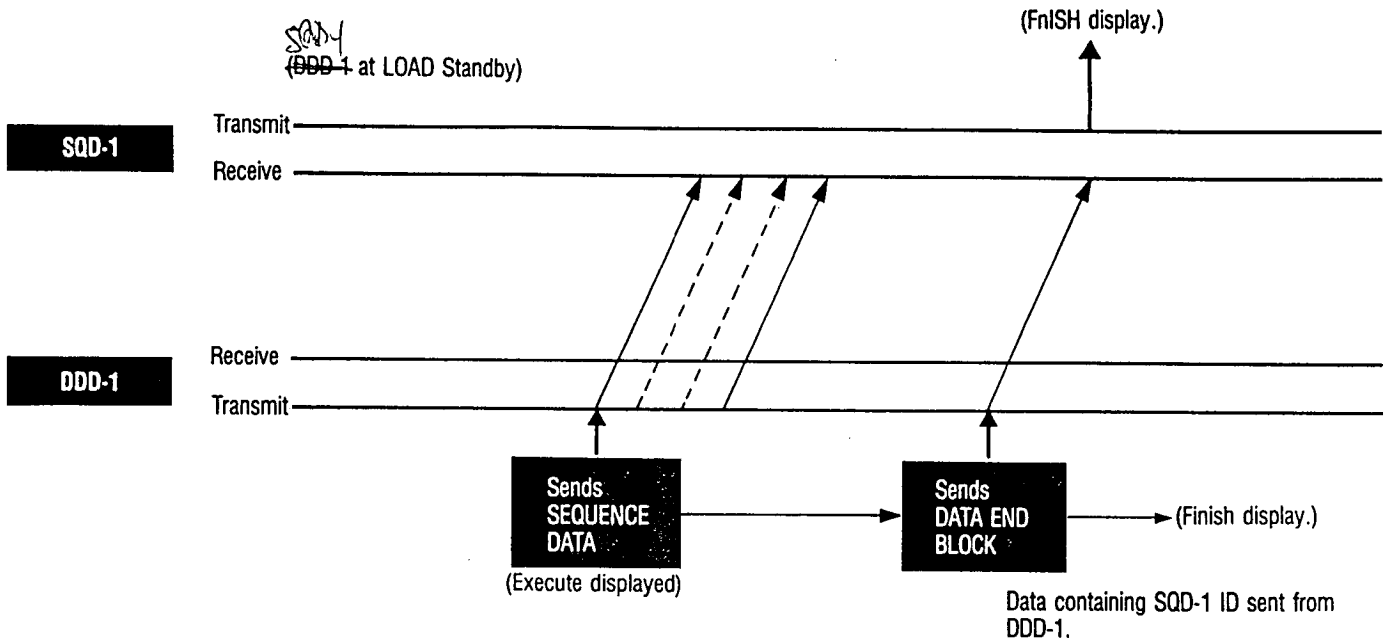 (FnISH display.)
SQD-1
(DDD-1 at LOAD Standby)
Transmit
SQD-1
Receive
Receive
DDD-1
Transmit
Sends
SEQUENCE
DATA
Sends
DATA END
BLOCK
(Finish display.)
(Execute displayed)
Data containing SQD-1 ID sent from
DDD-1.